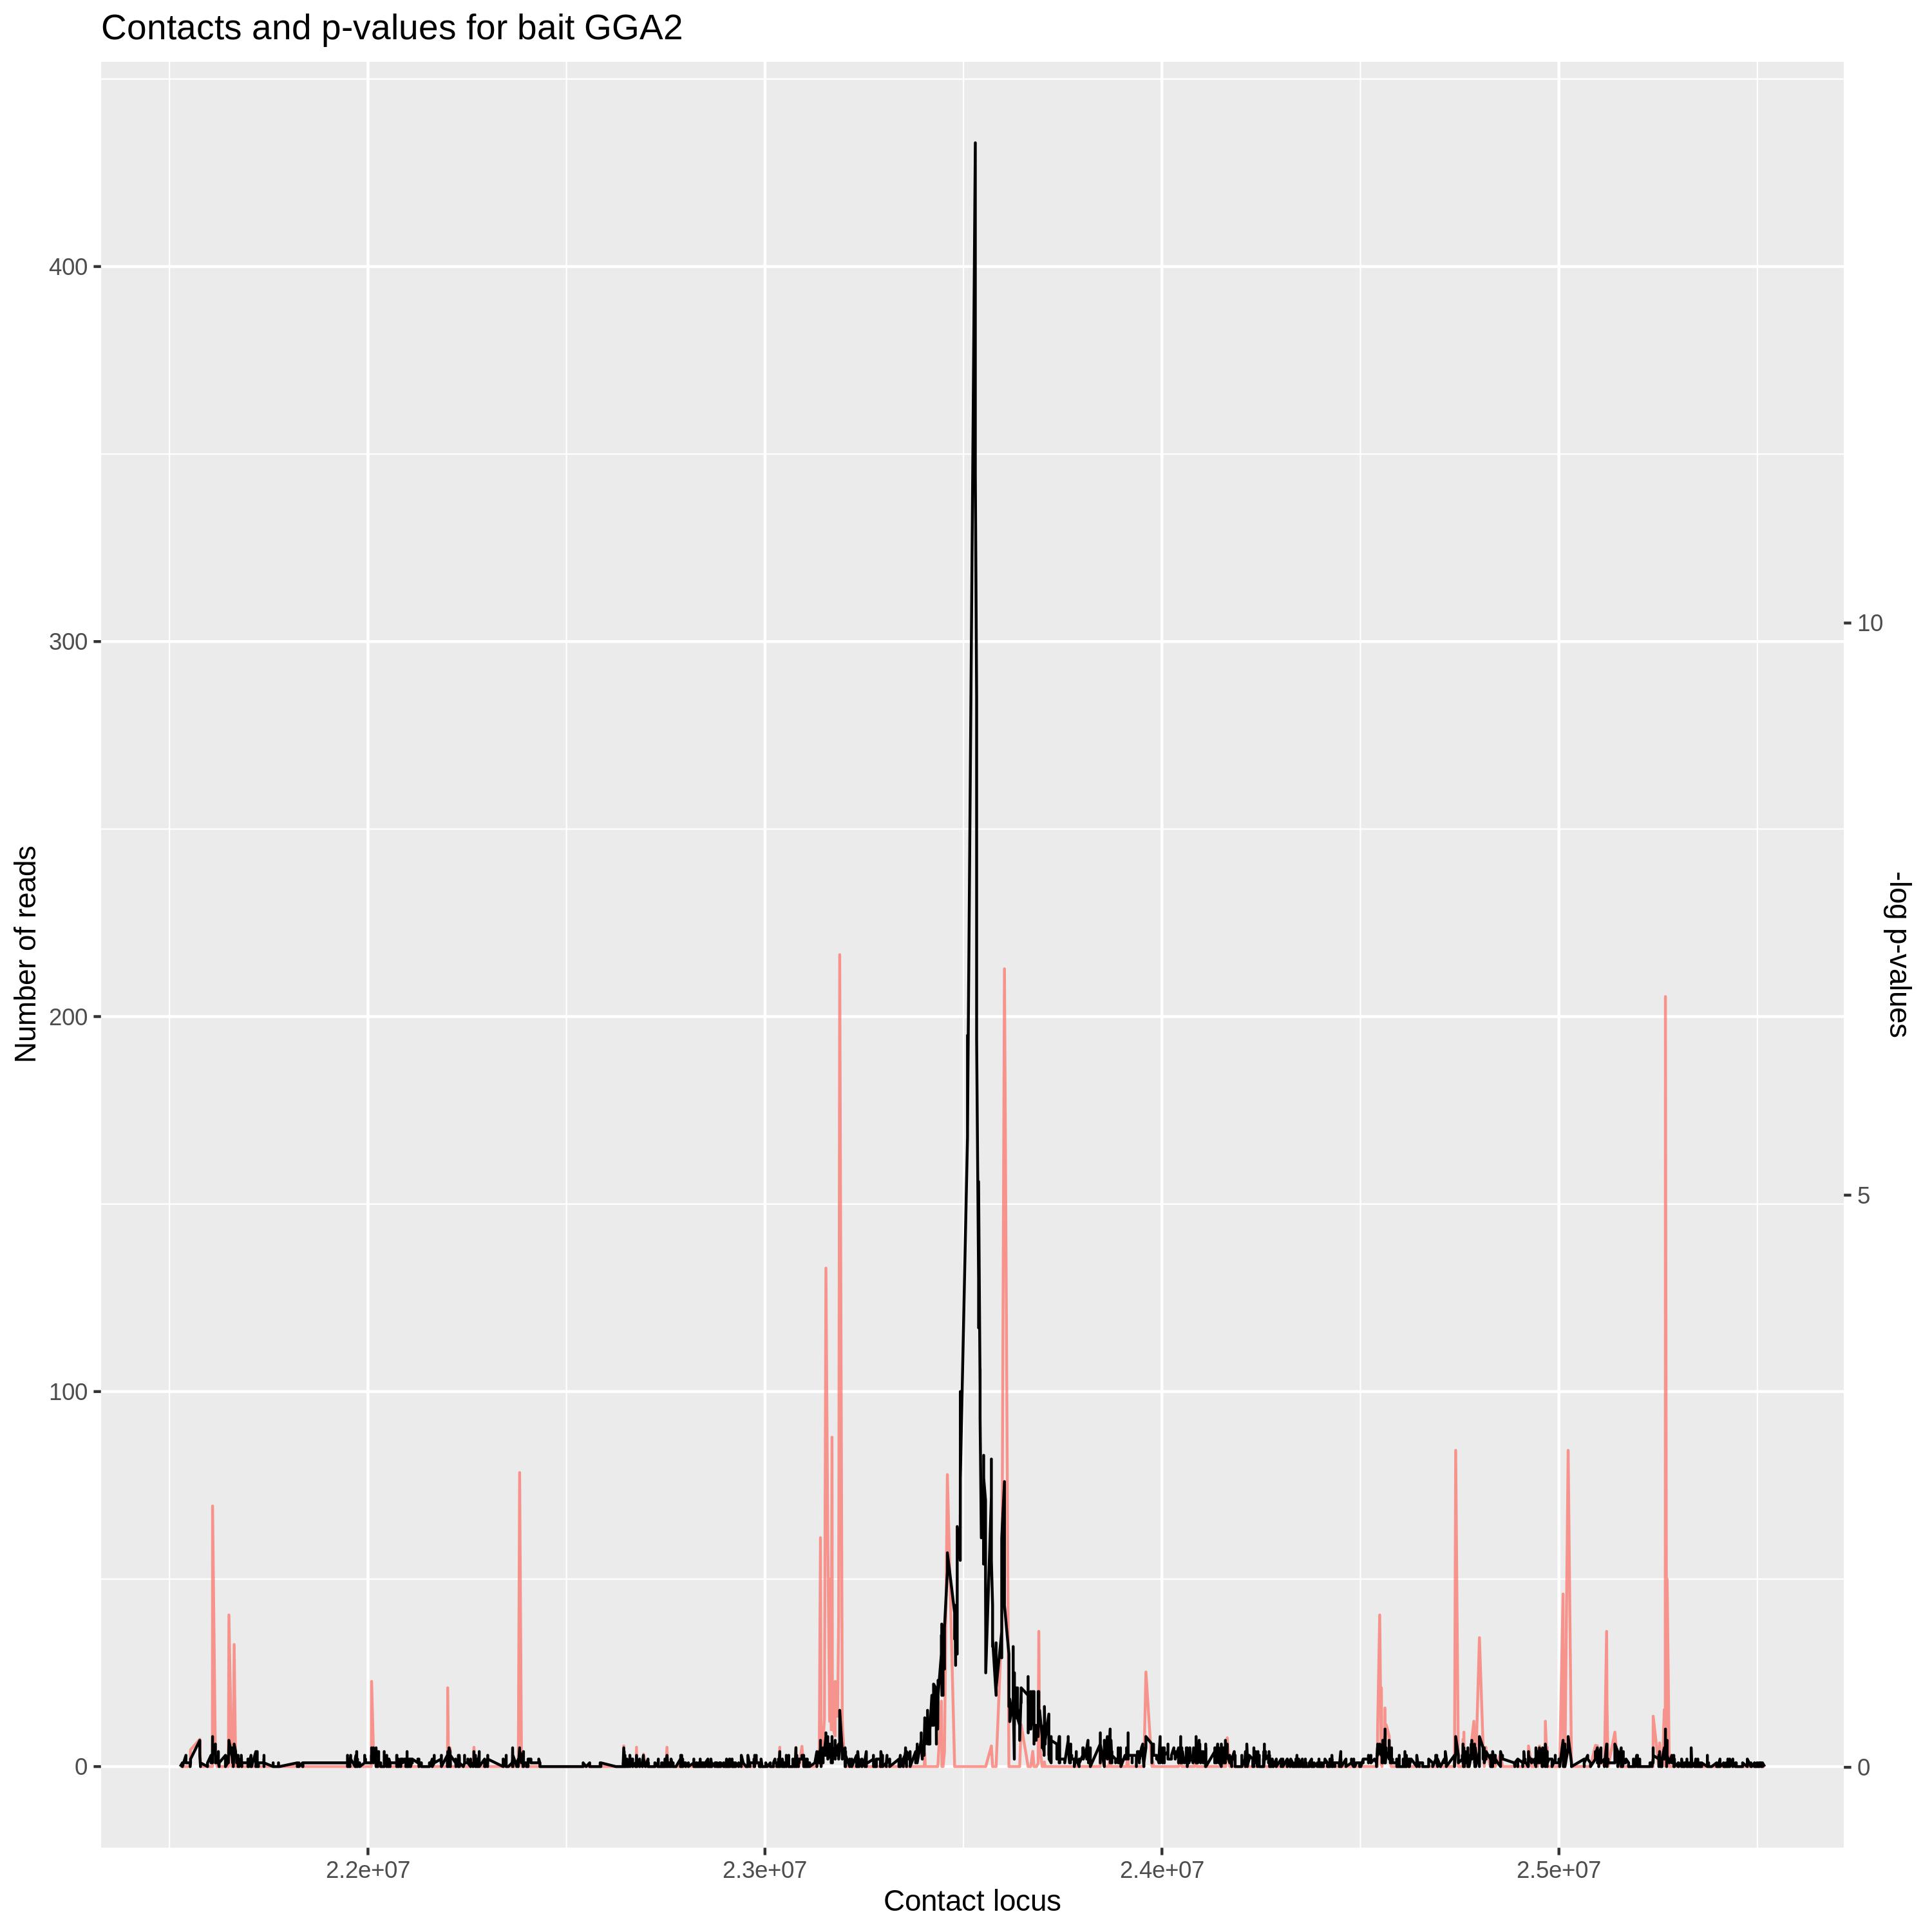 Contacts and p-values for bait GGA2
400
300
200
100
0
Number of reads
10
5
0
-log p-values
2.2e+07
2.3e+07
2.4e+07
2.5e+07
Contact locus